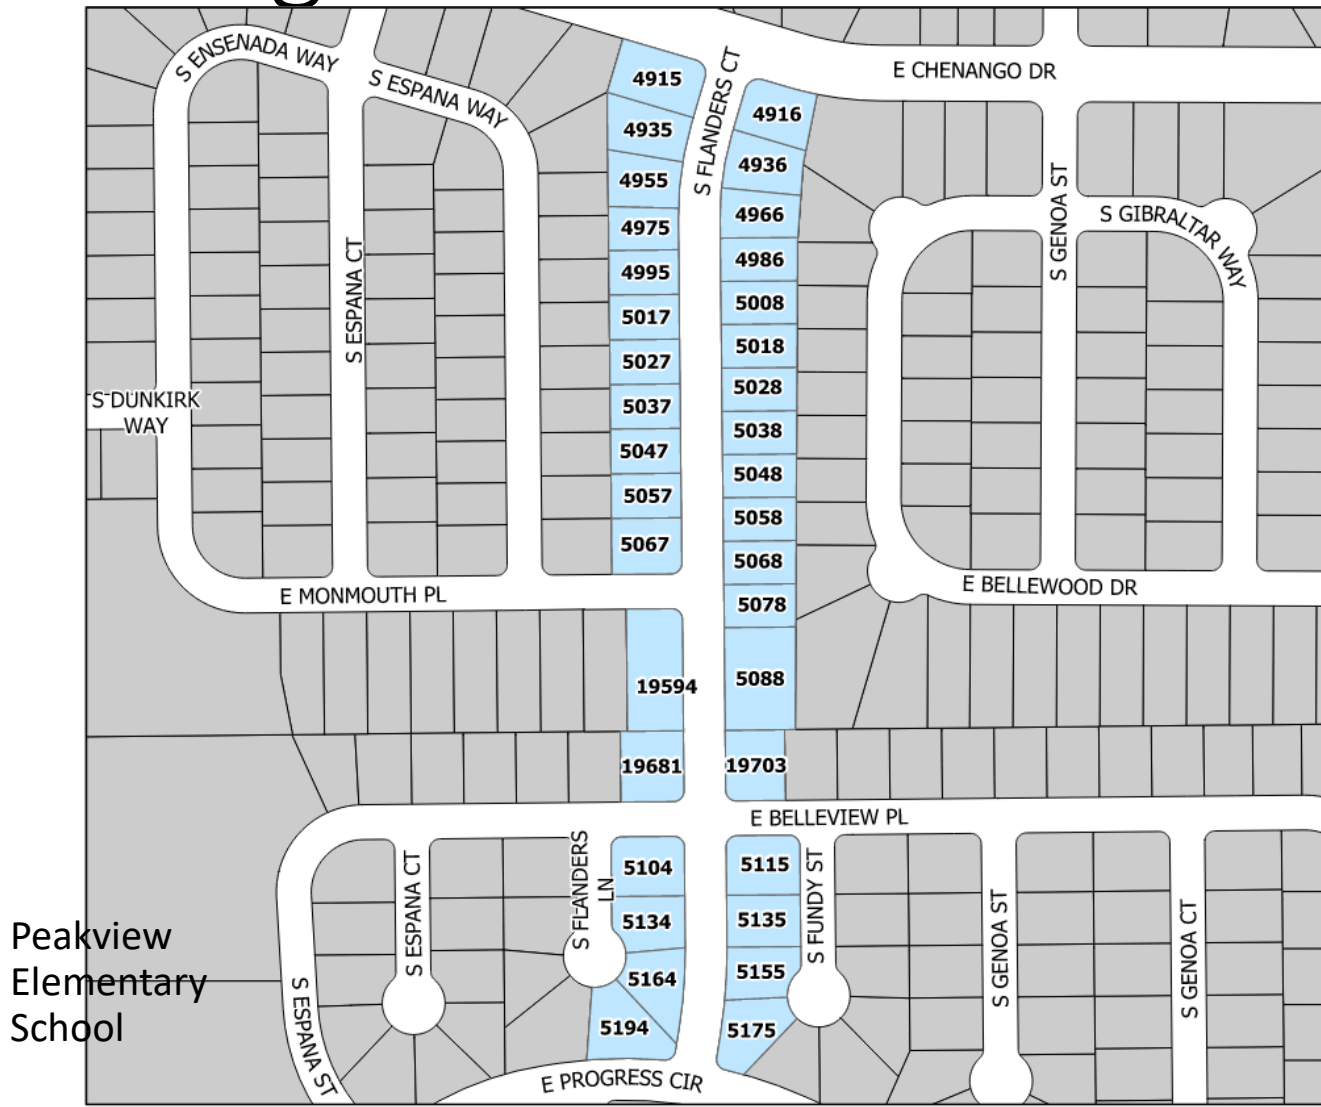 S ENSENADA WAY
S ESPANA WAY
S FLANDERS CT
E CHENANGO DR
4915
4916
4935
4936
4955
4966
4975
4986
4995
5008
5017
5018
5027
5028
5037
5038
5047
5048
5057
5058
5067
5068
5078
5088
S ESPANA CT
S DUNKIRK
WAY
S GENOA ST
S GIBRALTAR WAY
E MONMOUTH PL
E BELLEWOOD DR
19594
19681
19703
E BELLEVIEW PL
S ESPANA CT
S FLANDERS
LN
5104
5115
5134
5135
5164
5155
5194
5175
S FUNDY ST
S GENOA ST
S GENOA CT
Peakview
Elementary
School
S ESPANA ST
E PROGRESS CIR